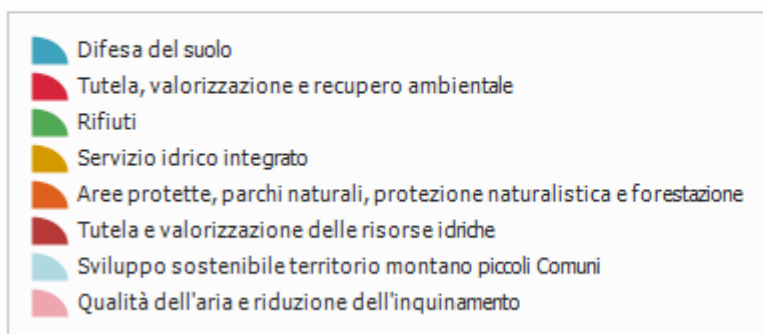 Difesa del suolo
Tutela, valorizzazione e recupero ambientale
Rifiuti
Servizio idrico integrato
Aree protette, parchi naturali, protezione naturalistica e forestazione
Tutela e valorizzazione delle risorse idriche
Sviluppo sostenibile territorio montano piccoli Comuni
Qualità dell'aria e riduzione dell'inquinamento